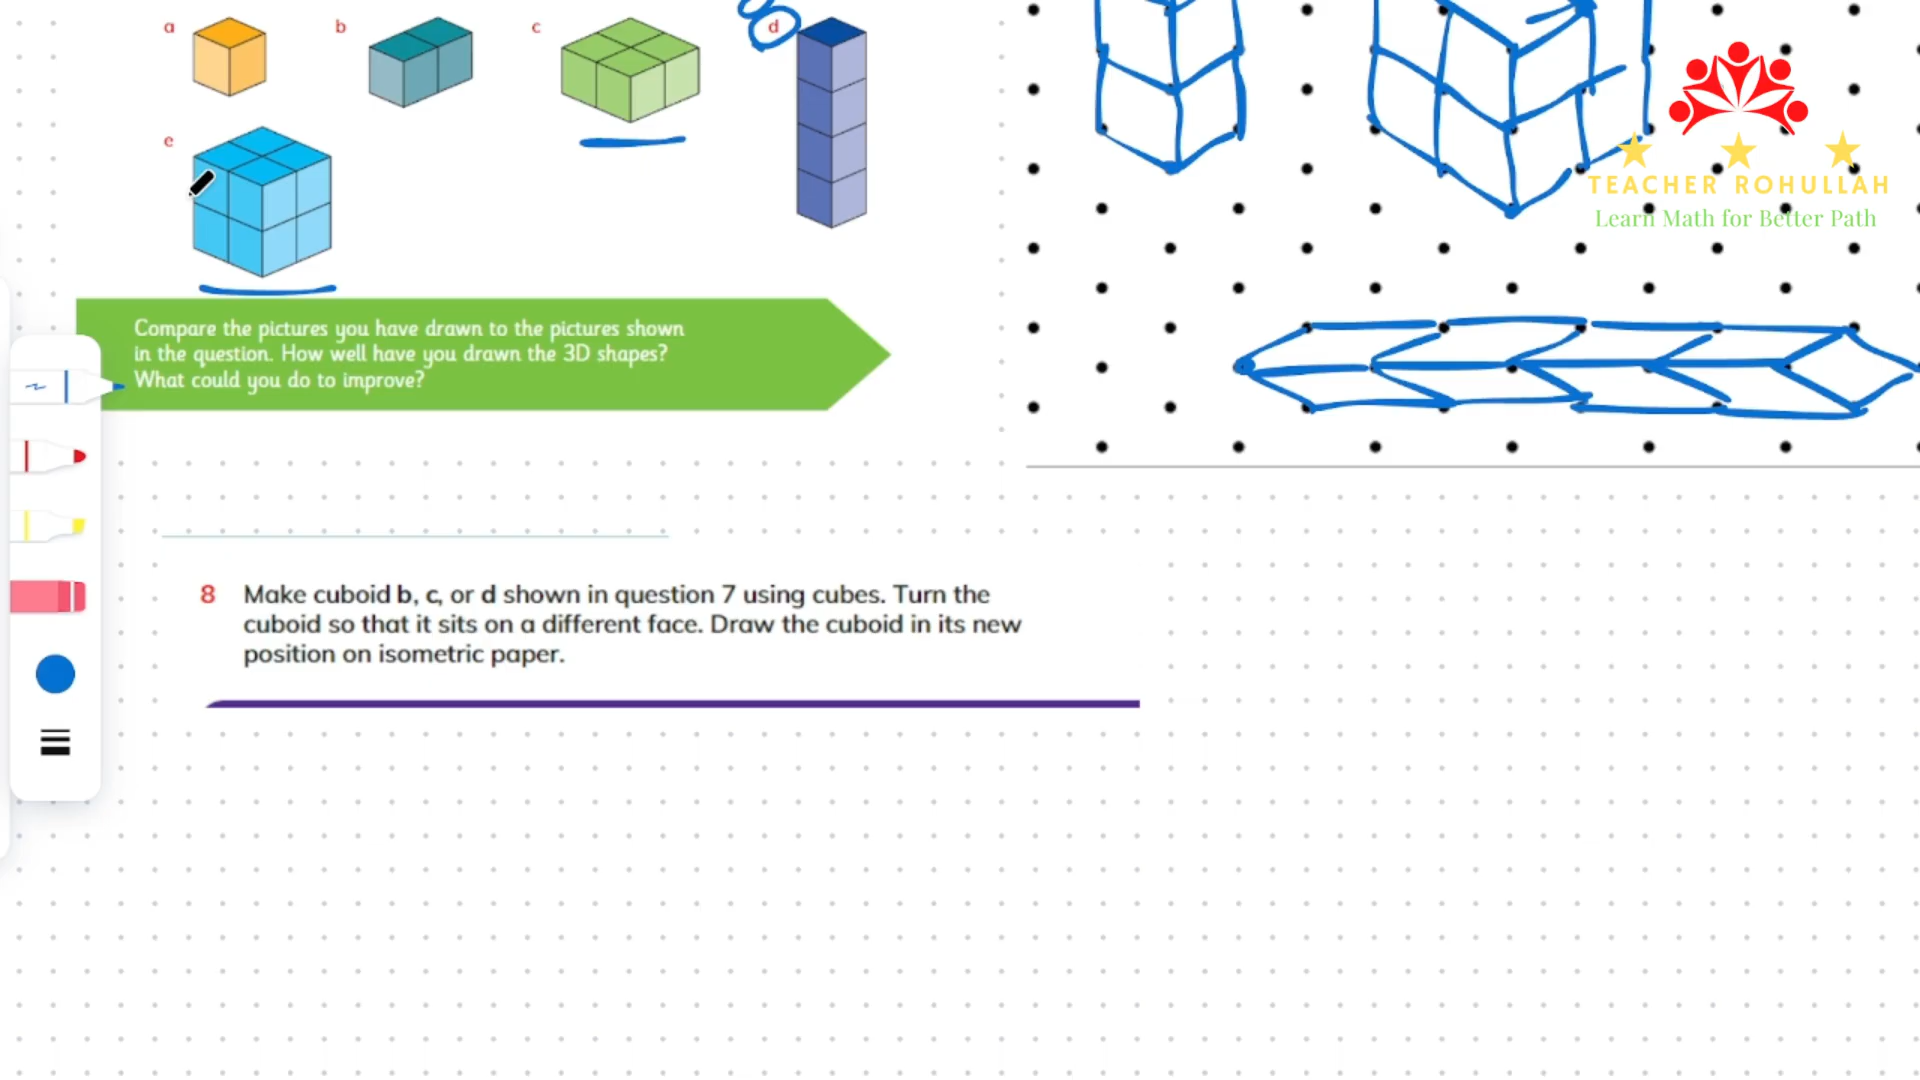 a
b
c
d
e
TEACHER ROHULLAH
Learn Math for Better Path
Compare the pictures you have drawn to the pictures shown
in the question. How well have you drawn the 3D shapes?
What could you do to improve?
8 Make cuboid b, c, or d shown in question 7 using cubes. Turn the
cuboid so that it sits on a different face. Draw the cuboid in its new
position on isometric paper.